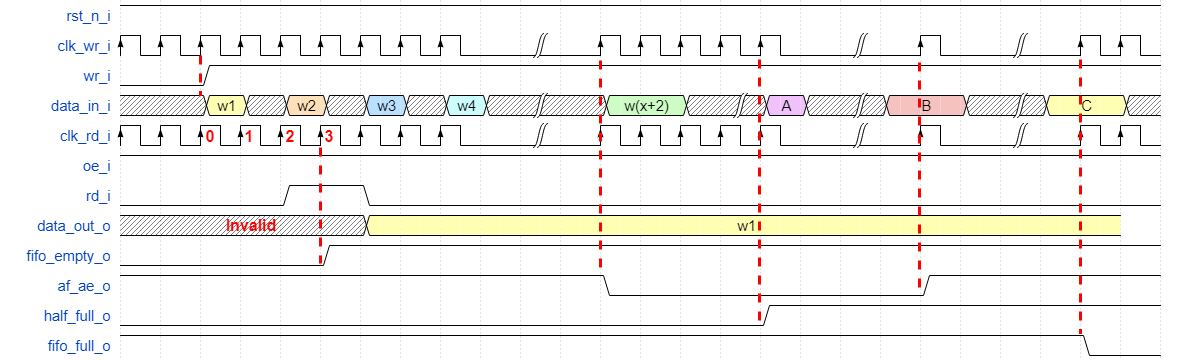 rst_n_i
clk_wr_i
wr_i
data_in_i w1 w2 w3 w4 w(x+2) A B C
clk_rd_i 0 1 2 3
oe_i
rd_i
data_out_o Invalid w1
fifo_empty_o
af_ae_o
half_full_o
fifo_full_o